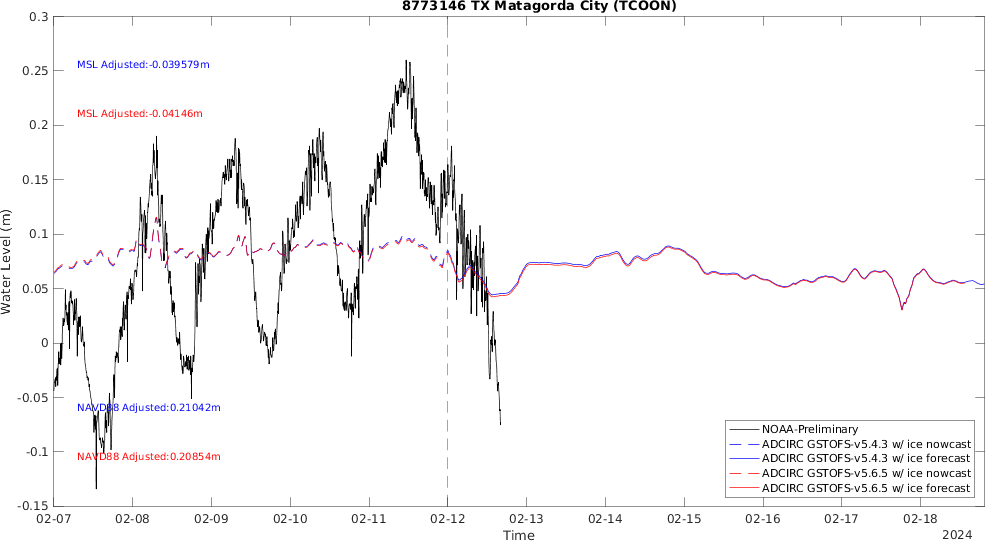 8773146 TX Matagorda City (TCOON)
0.3
0.25
0.2
0.15
0.1
0.05
0
-0.05
-0.1
-0.15
Water Level (m)
MSL Adjusted:-0.039579m
MSL Adjusted:-0.04146m
NAVD88 Adjusted:0.21042m
NAVD88 Adjusted:0.20854m
NOAA-Preliminary
ADCIRC GSTOFS-v5.4.3 w/ ice nowcast
ADCIRC GSTOFS-v5.4.3 w/ ice forecast
ADCIRC GSTOFS-v5.6.5 w/ ice nowcast
ADCIRC GSTOFS-v5.6.5 w/ ice forecast
02-07 02-08 02-09 02-10 02-11 02-12 02-13 02-14 02-15 02-16 02-17 02-18
Time
2024